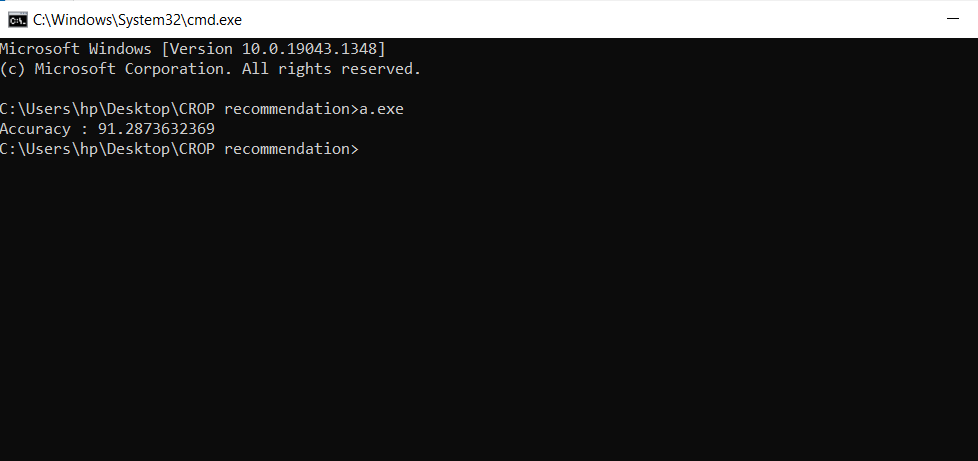 C:\Windows\System32\cmd.exe
Microsoft Windows [Version 10.0.19043.1348]
(c) Microsoft Corporation. All rights reserved.
C:\Users\hp\Desktop\CROP recommendation>a.exe
Accuracy : 91.2873632369
C:\Users\hp\Desktop\CROP recommendation>